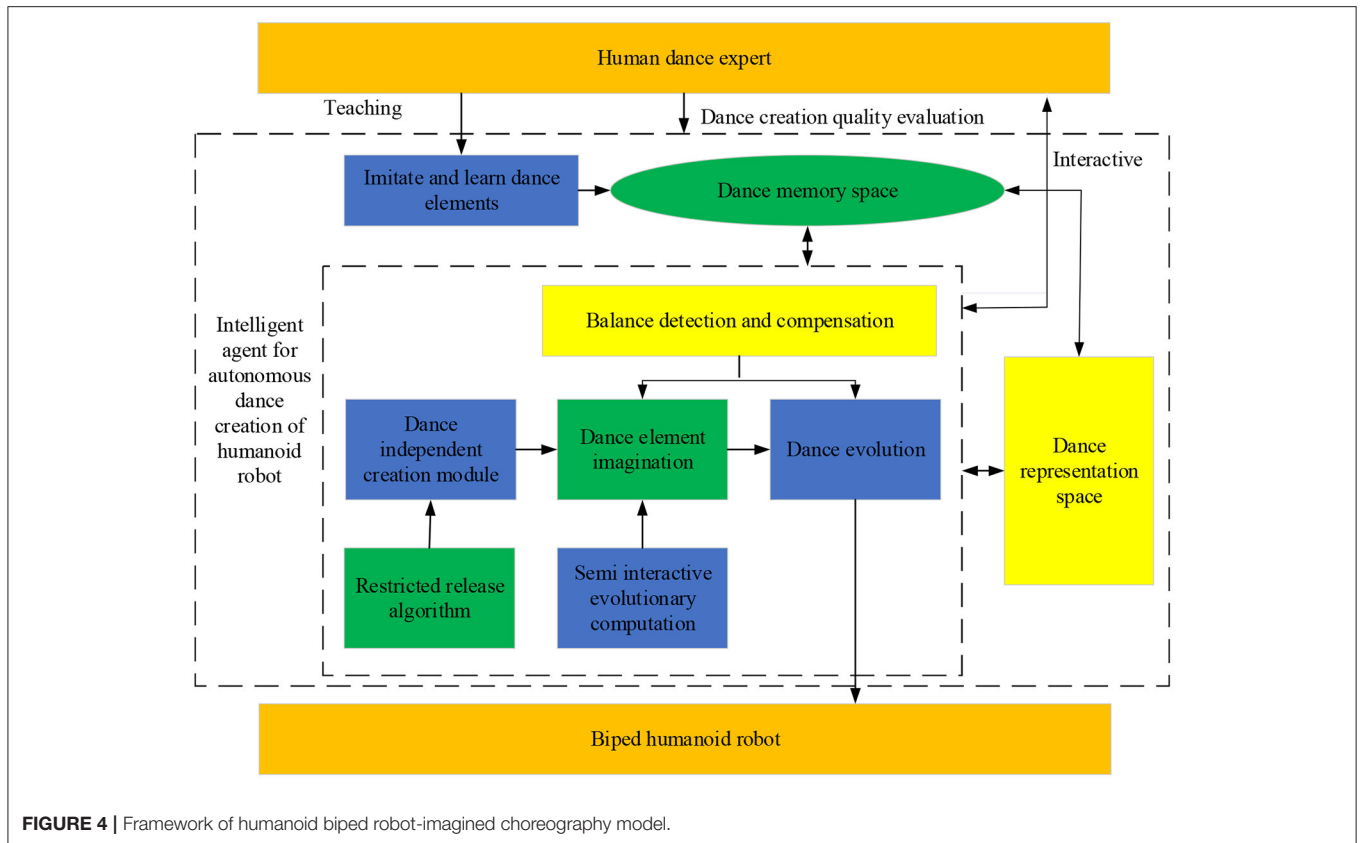 Human dance expert
Teaching
Dance creation quality evaluation
Interactive
Imitate and learn dance
elements
Dance memory space
Intelligent
agent for
autonomous
dance
creation of
humanoid
robot
Balance detection and compensation
Dance
independent
creation module
Dance element
imagination
Dance evolution
Dance
representation
space
Restricted release
algorithm
Semi interactive
evolutionary
computation
Biped humanoid robot
FIGURE 4 | Framework of humanoid biped robot-imagined choreography model.